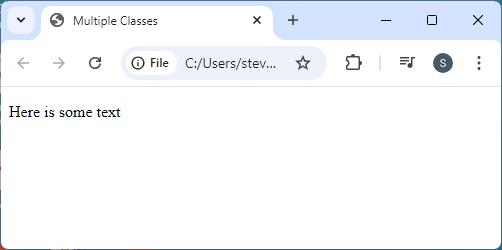 Multiple Classes
File C:/Users/stev... S
Here is some text